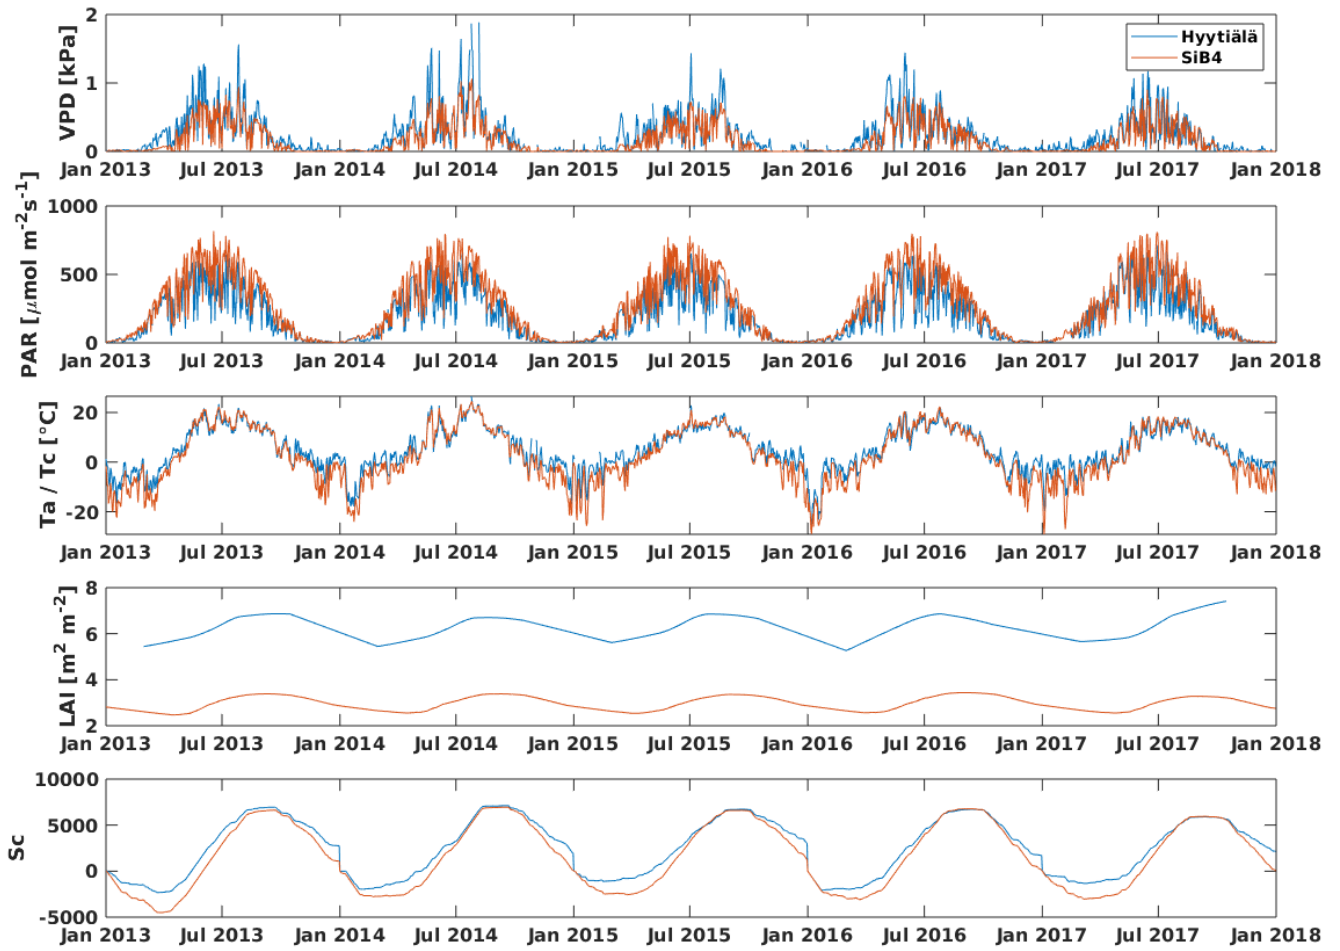 2
1
0
VPD [kPa]
Hyytiälä
SiB4
Jan 2013 Jul 2013 Jan 2014 Jul 2014 Jan 2015 Jul 2015 Jan 2016 Jul 2016 Jan 2017 Jul 2017 Jan 2018
1000
500
0
PAR [μmol m-2s-1]
Jan 2013 Jul 2013 Jan 2014 Jul 2014 Jan 2015 Jul 2015 Jan 2016 Jul 2016 Jan 2017 Jul 2017 Jan 2018
20
0
-20
Ta / Tc [°C]
Jan 2013 Jul 2013 Jan 2014 Jul 2014 Jan 2015 Jul 2015 Jan 2016 Jul 2016 Jan 2017 Jul 2017 Jan 2018
8
6
4
2
LAI [m2 m-2]
Jan 2013 Jul 2013 Jan 2014 Jul 2014 Jan 2015 Jul 2015 Jan 2016 Jul 2016 Jan 2017 Jul 2017 Jan 2018
10000
5000
0
-5000
Sc
Jan 2013 Jul 2013 Jan 2014 Jul 2014 Jan 2015 Jul 2015 Jan 2016 Jul 2016 Jan 2017 Jul 2017 Jan 2018